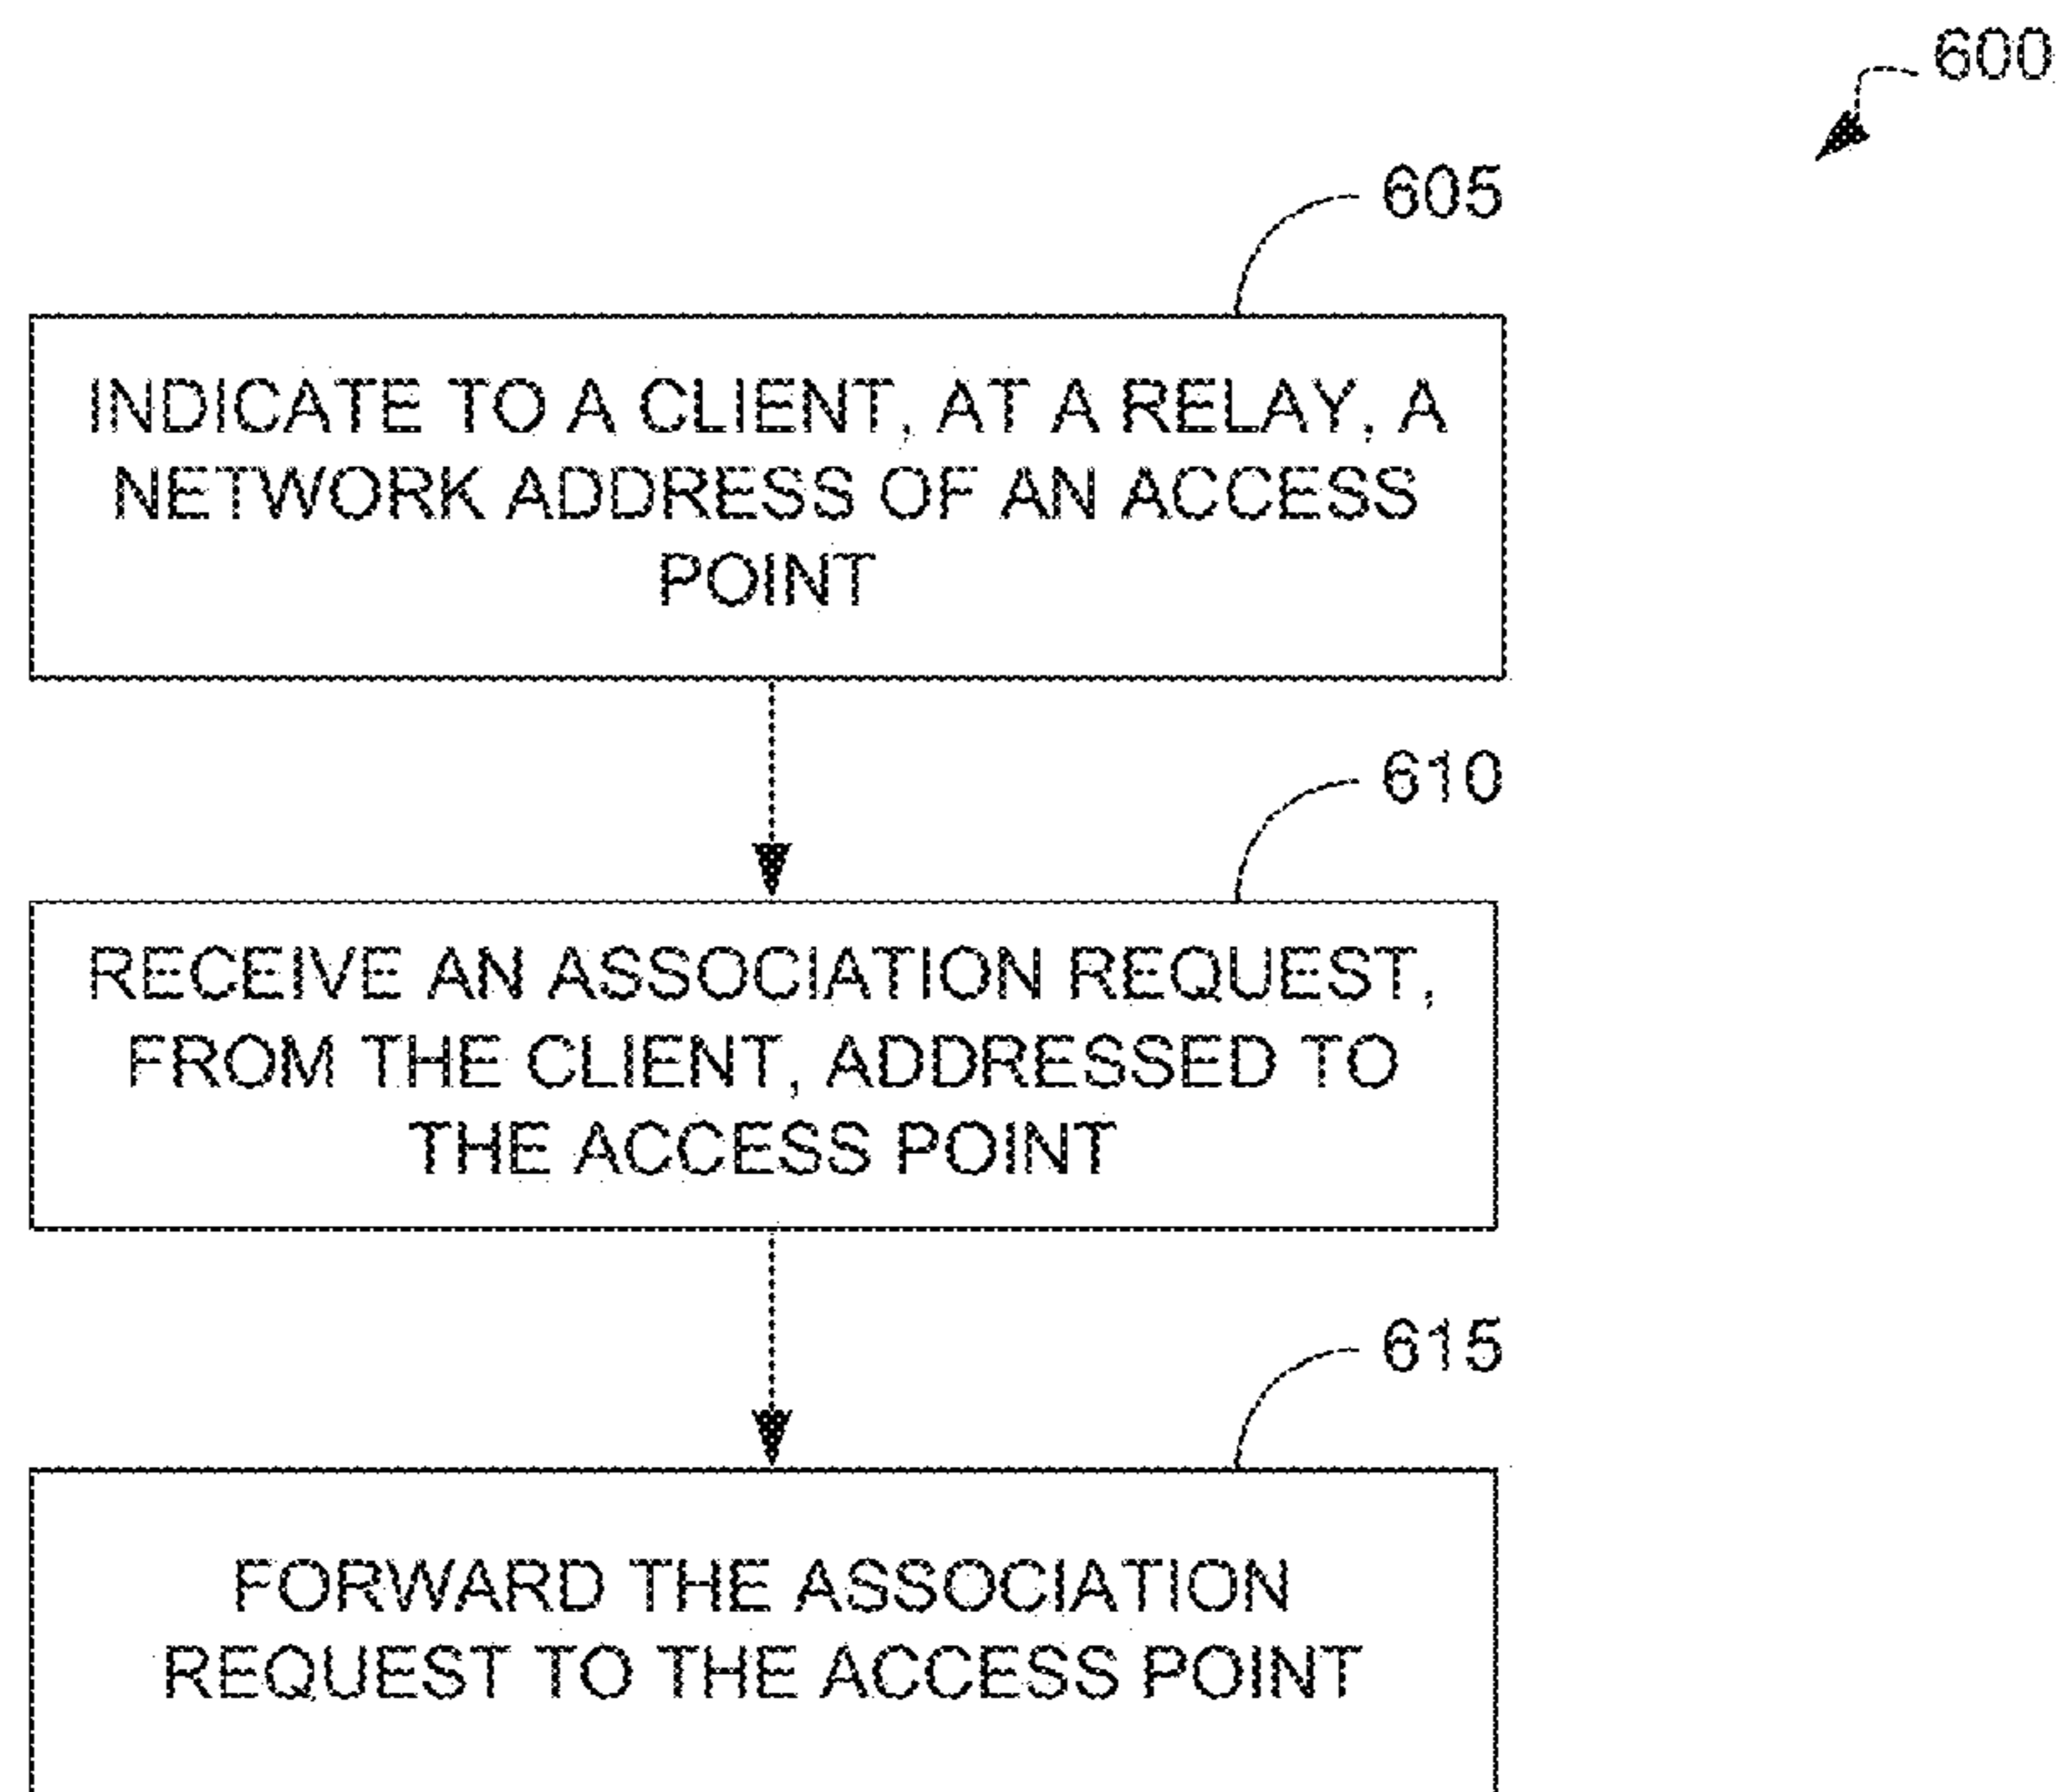 600
605
INDICATE TO A CLIENT, AT A RELAY, A
NETWORK ADDRESS OF AN ACCESS
POINT
610
RECEIVE AN ASSOCIATION REQUEST,
FROM THE CLIENT, ADDRESSED TO
THE ACCESS POINT
615
FORWARD THE ASSOCIATION
REQUEST TO THE ACCESS POINT